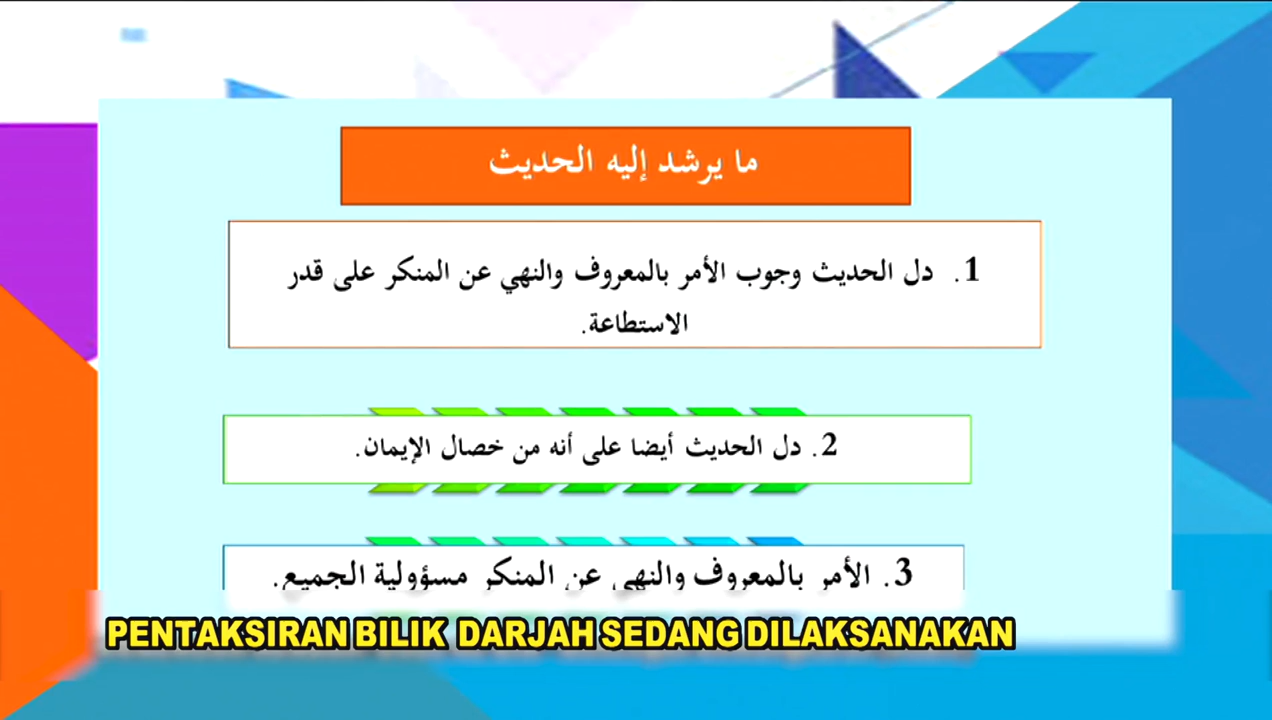 ما يرشد إليه الحديث
1. دل الحديث وجوب الأمر بالمعروف والنهي عن المنكر على قدر
الاستطاعة.
2. دل الحديث أيضا على أنه من خصال الإيمان.
3. الأمر بالمعروف والنهي عن المنكر مسؤولية الجميع.
PENTAKSIRAN BILIK DARJAH SEDANG DILAKSANAKAN